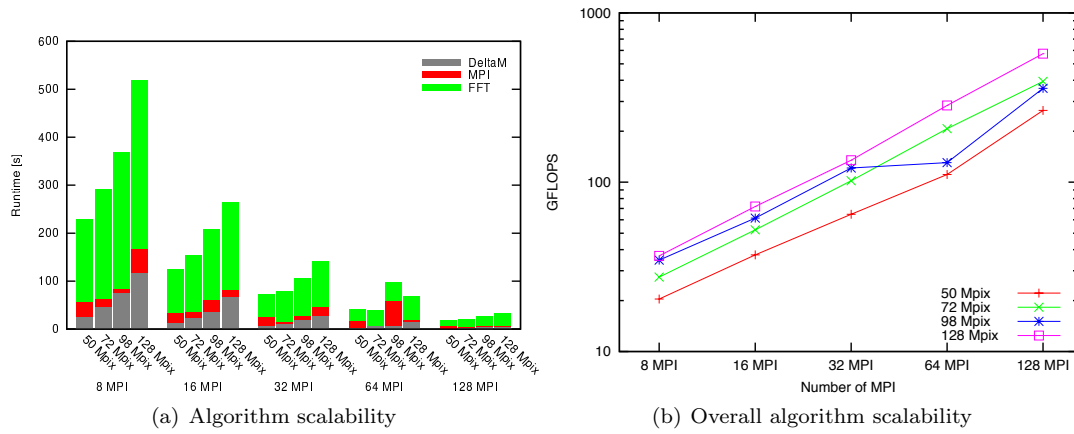 600
500
400
300
200
100
0
Runtime [s]
DeltaM
MPI
FFT
50 Mpix
72 Mpix
98 Mpix
128 Mpix
50 Mpix
72 Mpix
98 Mpix
128 Mpix
50 Mpix
72 Mpix
98 Mpix
128 Mpix
50 Mpix
72 Mpix
98 Mpix
128 Mpix
50 Mpix
72 Mpix
98 Mpix
128 Mpix
8 MPI
16 MPI
32 MPI
64 MPI
128 MPI
(a) Algorithm scalability
1000
100
10
GFLOPS
50 Mpix
72 Mpix
98 Mpix
128 Mpix
8 MPI
16 MPI
32 MPI
64 MPI
128 MPI
Number of MPI
(b) Overall algorithm scalability